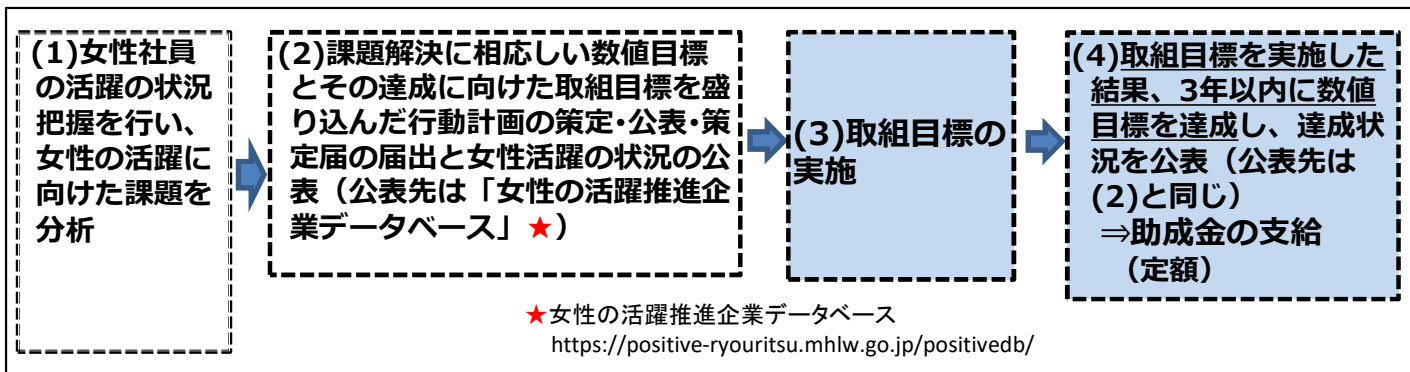 (1)女性社員
の活躍の状況
把握を行い、
女性の活躍に
向けた課題を
分析
(2)課題解決に相応しい数値目標
とその達成に向けた取組目標を盛
り込んだ行動計画の策定・公表・策
定届の届出と女性活躍の状況の公
表（公表先は「女性の活躍推進企
業データベース」★）
(3)取組目標の
実施
(4)取組目標を実施した
結果、3年以内に数値
目標を達成し、達成状
況を公表（公表先は
(2)と同じ）
⇒助成金の支給
（定額）
★女性の活躍推進企業データベース
https://positive-ryouritsu.mhlw.go.jp/positivedb/